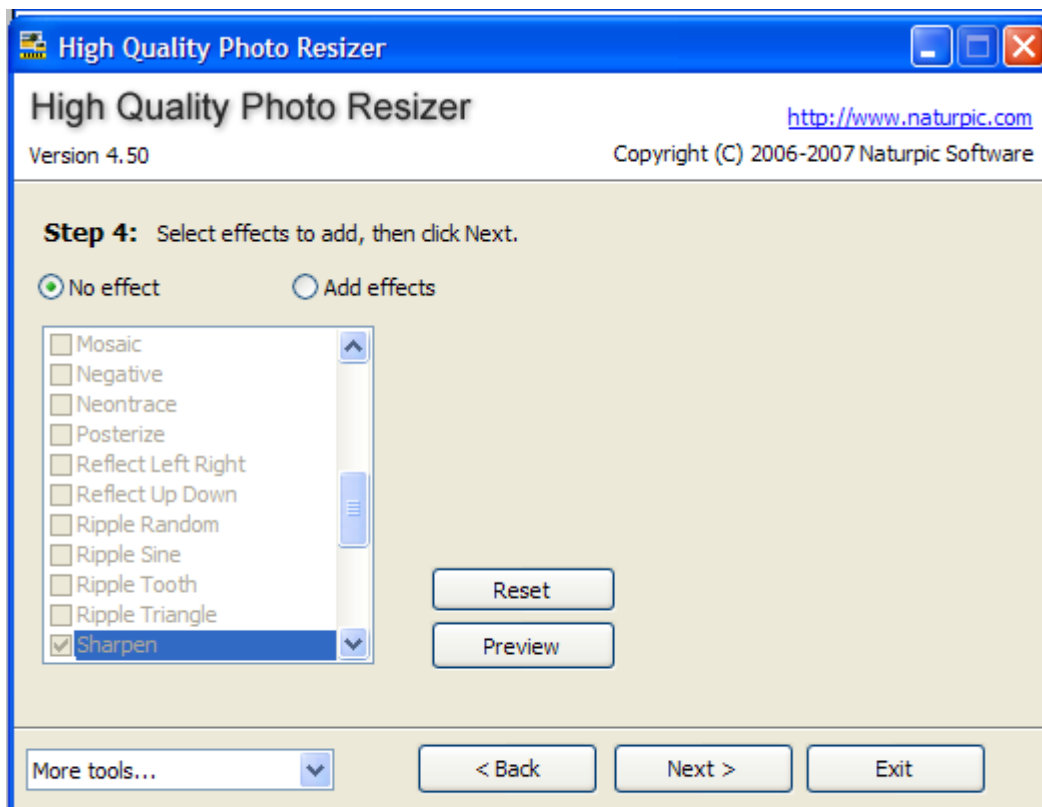 High Quality Photo Resizer
High Quality Photo Resizer
http://www.naturpic.com
Version 4.50
Copyright (C) 2006-2007 Naturpic Software
Step 4: Select effects to add, then click Next.
No effect
Add effects
Mosaic
Negative
Neontrace
Posterize
Reflect Left Right
Reflect Up Down
Ripple Random
Ripple Sine
Ripple Tooth
Ripple Triangle
Sharpen
Reset
Preview
More tools...
< Back
Next >
Exit